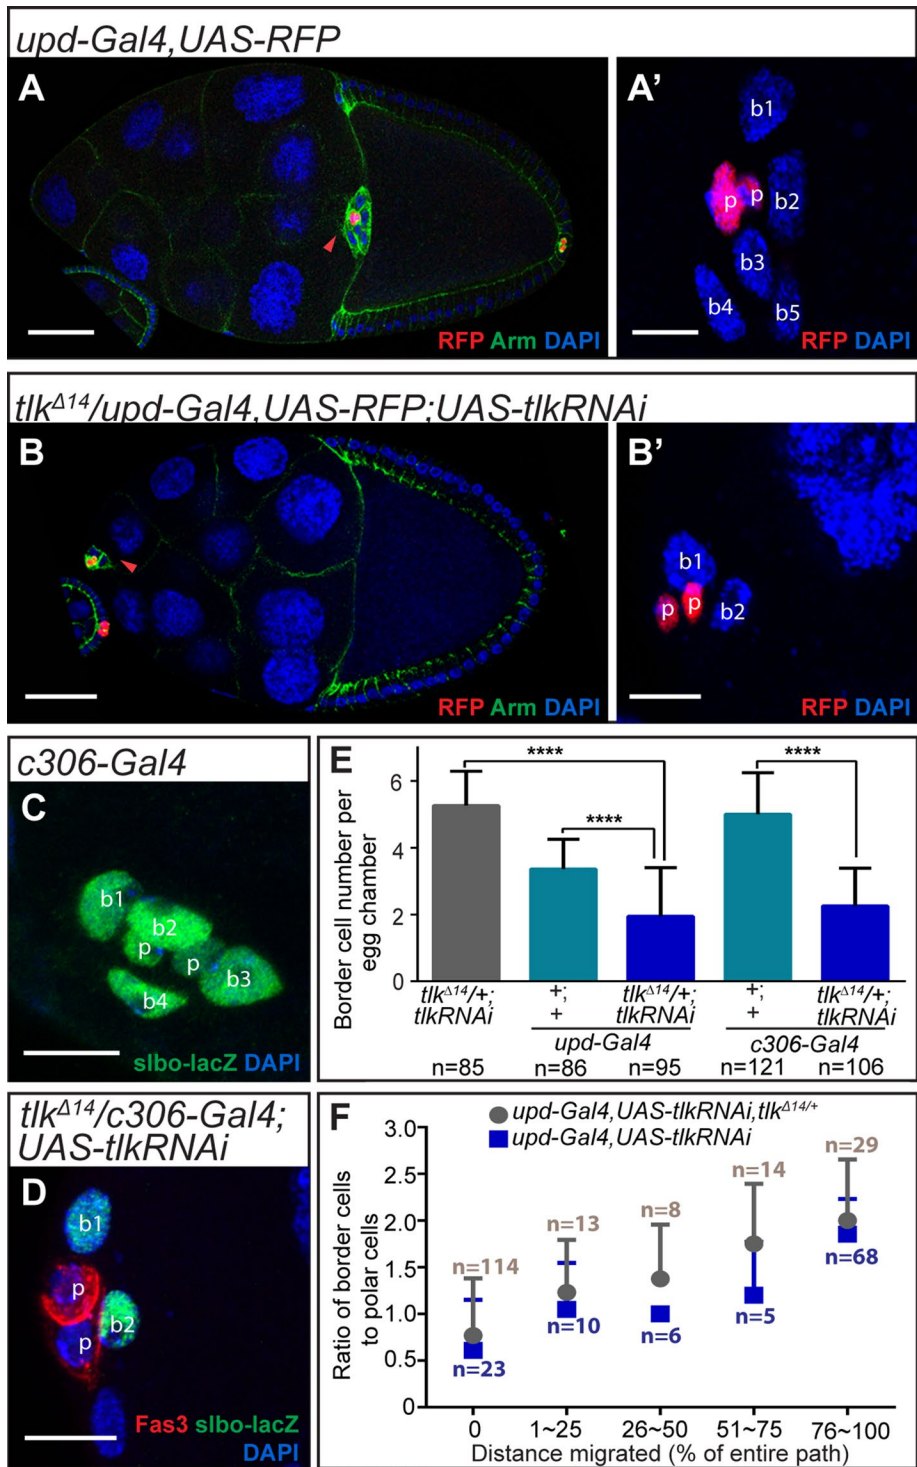 upd-Gal4,UAS-RFP
A
RFP Arm DAPI
A’
b1
p
p
b2
b3
b4
b5
RFP DAPI
tlkΔ14/upd-Gal4,UAS-RFP;UAS-tlkRNAi
B
RFP Arm DAPI
B’
b1
p
p
b2
RFP DAPI
c306-Gal4
C
b1
b2
p
p
b3
b4
slbo-lacZ DAPI
tlkΔ14/c306-Gal4;
UAS-tlkRNAi
D
b1
p
b2
p
Fas3 slbo-lacZ
DAPI
E
Border cell number per
egg chamber
6
4
2
0
****
****
****
tlkΔ14/+;
tlkRNAi
+;
+
tlkΔ14/+;
tlkRNAi
+;
+
tlkΔ14/+;
tlkRNAi
upd-Gal4
c306-Gal4
n=85
n=86
n=95
n=121
n=106
F
upd-Gal4,UAS-tlkRNAi,tlkΔ14/+
upd-Gal4,UAS-tlkRNAi
Ratio of border cells
to polar cells
3.0
2.5
2.0
1.5
1.0
0.5
0
n=114
n=13
n=8
n=14
n=29
n=23
n=10
n=6
n=5
n=68
0
1~25
26~50
51~75
76~100
Distance migrated (% of entire path)